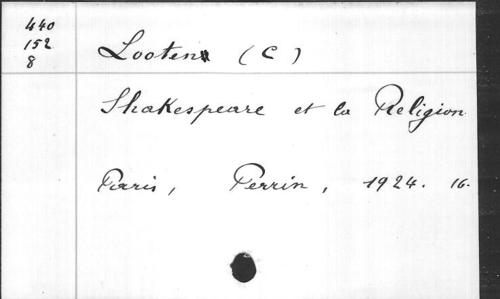 440
152
8
Looten (C)
Shakespeare et la Religion
Paris, Perrin, 1924. 16.